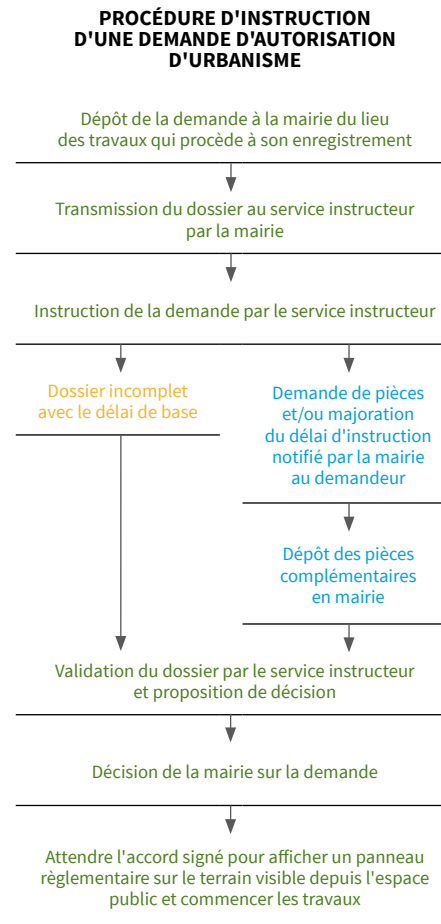 PROCÉDURE D'INSTRUCTION
D'UNE DEMANDE D'AUTORISATION
D'URBANISME
Dépôt de la demande à la mairie du lieu
des travaux qui procède à son enregistrement
Transmission du dossier au service instructeur
par la mairie
Instruction de la demande par le service instructeur
Dossier incomplet
avec le délai de base
Demande de pièces
et/ou majoration
du délai d'instruction
notifié par la mairie
au demandeur
Dépôt des pièces
complémentaires
en mairie
Validation du dossier par le service instructeur
et proposition de décision
Décision de la mairie sur la demande
Attendre l'accord signé pour afficher un panneau
règlementaire sur le terrain visible depuis l'espace
public et commencer les travaux